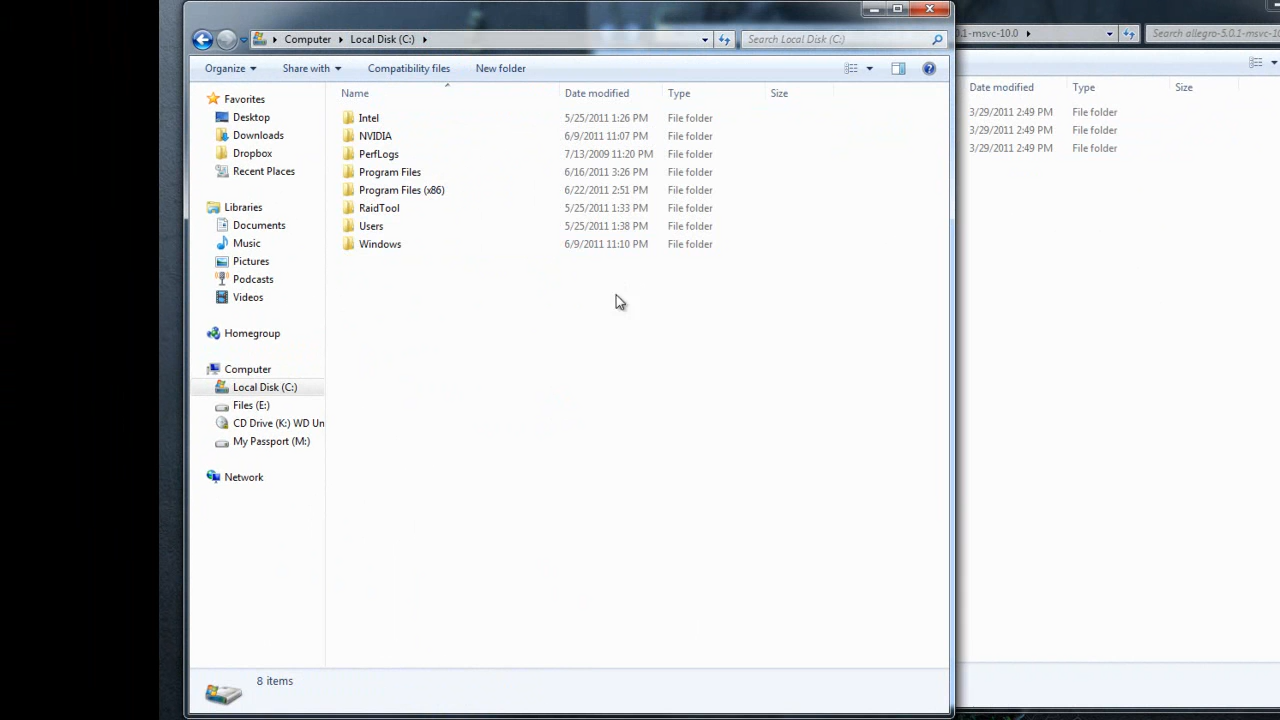 Computer Local Disk (C:) Search Local Disk (C:)
Organize Share with Compatibility files New folder
Name Date modified Type Size
Intel 5/25/2011 1:26 PM File folder
NVIDIA 6/9/2011 11:07 PM File folder
PerfLogs 7/13/2009 11:20 PM File folder
Program Files 6/16/2011 3:26 PM File folder
Program Files (x86) 6/22/2011 2:51 PM File folder
RaidTool 5/25/2011 1:33 PM File folder
Users 5/25/2011 1:38 PM File folder
Windows 6/9/2011 11:10 PM File folder
Favorites
Desktop
Downloads
Dropbox
Recent Places
Libraries
Documents
Music
Pictures
Podcasts
Videos
Homegroup
Computer
Local Disk (C:)
Files (E:)
CD Drive (K:) WD Un
My Passport (M:)
Network
8 items
.0.1-msvc-10.0 Search allegro-5.0.1-msvc-10
Date modified Type Size
3/29/2011 2:49 PM File folder
3/29/2011 2:49 PM File folder
3/29/2011 2:49 PM File folder